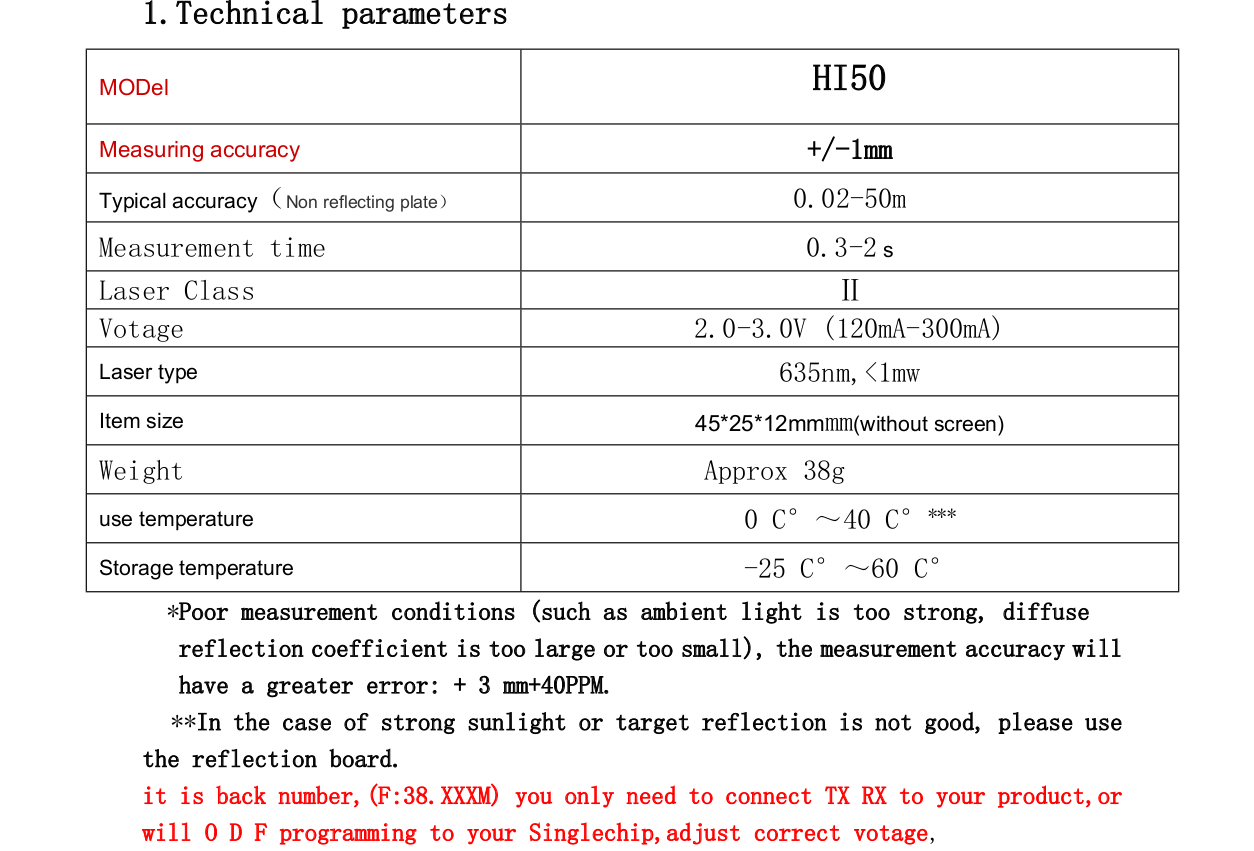 1.Technical parameters
MODel HI50
Measuring accuracy +/-1mm
Typical accuracy（Non reflecting plate） 0.02-50m
Measurement time 0.3-2s
Laser Class Ⅱ
Votage 2.0-3.0V (120mA-300mA)
Laser type 635nm,<1mw
Item size 45*25*12mmmm(without screen)
Weight Approx 38g
use temperature 0 C° ～40 C° ***
Storage temperature -25 C° ～60 C°
*Poor measurement conditions (such as ambient light is too strong, diffuse
reflection coefficient is too large or too small), the measurement accuracy will
have a greater error: + 3 mm+40PPM.
**In the case of strong sunlight or target reflection is not good, please use
the reflection board.
it is back number,(F:38.XXXM) you only need to connect TX RX to your product,or
will O D F programming to your Singlechip,adjust correct votage,